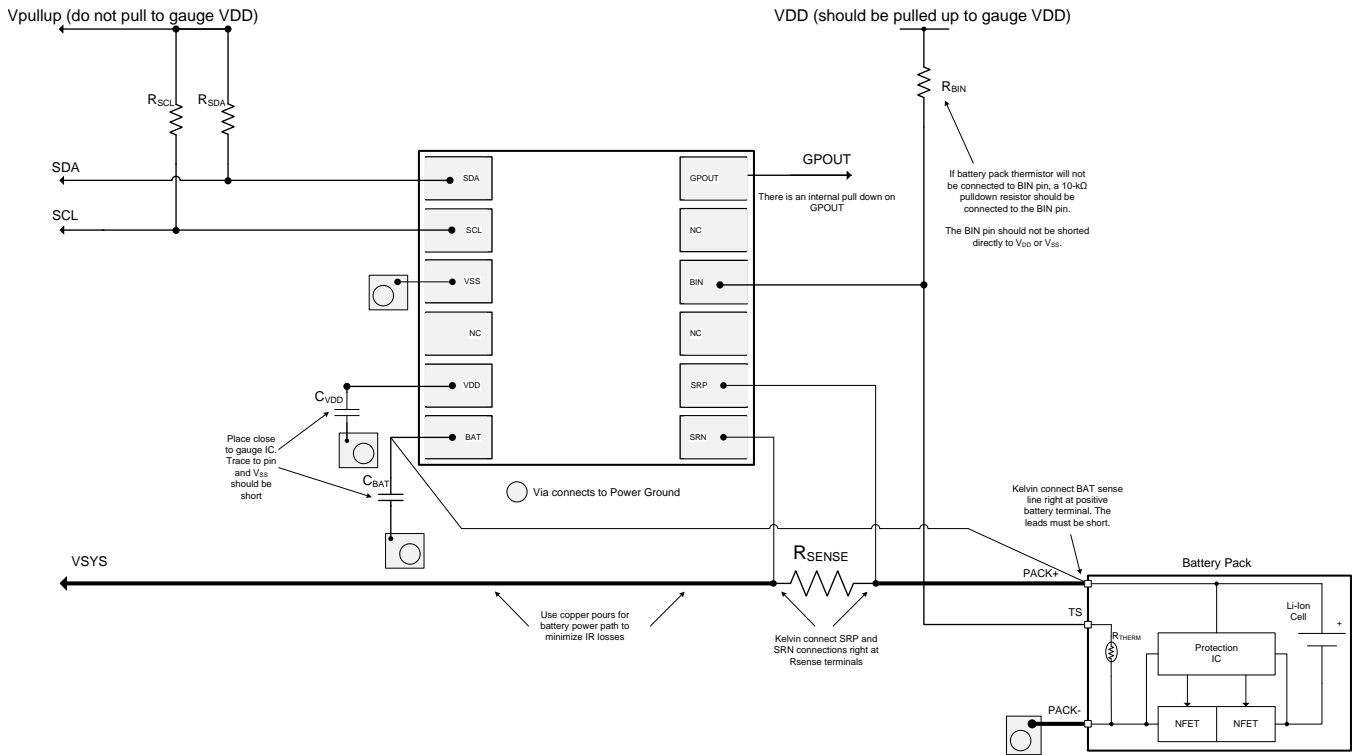 Vpullup (do not pull to gauge VDD)
VDD (should be pulled up to gauge VDD)
RSCL
RSDA
RBIN
SDA
SCL
SDA
SCL
VSS
NC
VDD
BAT
GPOUT
NC
BIN
NC
SRP
SRN
GPOUT
There is an internal pull down on
GPOUT
If battery pack thermistor will not
be connected to BIN pin, a 10-kΩ
pulldown resistor should be
connected to the BIN pin.
The BIN pin should not be shorted
directly to VDD or VSS.
CVDD
Place close
to gauge IC.
Trace to pin
and VSS
should be
short
CBAT
Via connects to Power Ground
Kelvin connect BAT sense
line right at positive
battery terminal. The
leads must be short.
VSYS
RSENSE
PACK+
Battery Pack
Use copper pours for
battery power path to
minimize IR losses
Kelvin connect SRP and
SRN connections right at
Rsense terminals
TS
RTHERM
Protection
IC
Li-Ion
Cell
+
NFET
NFET
PACK-